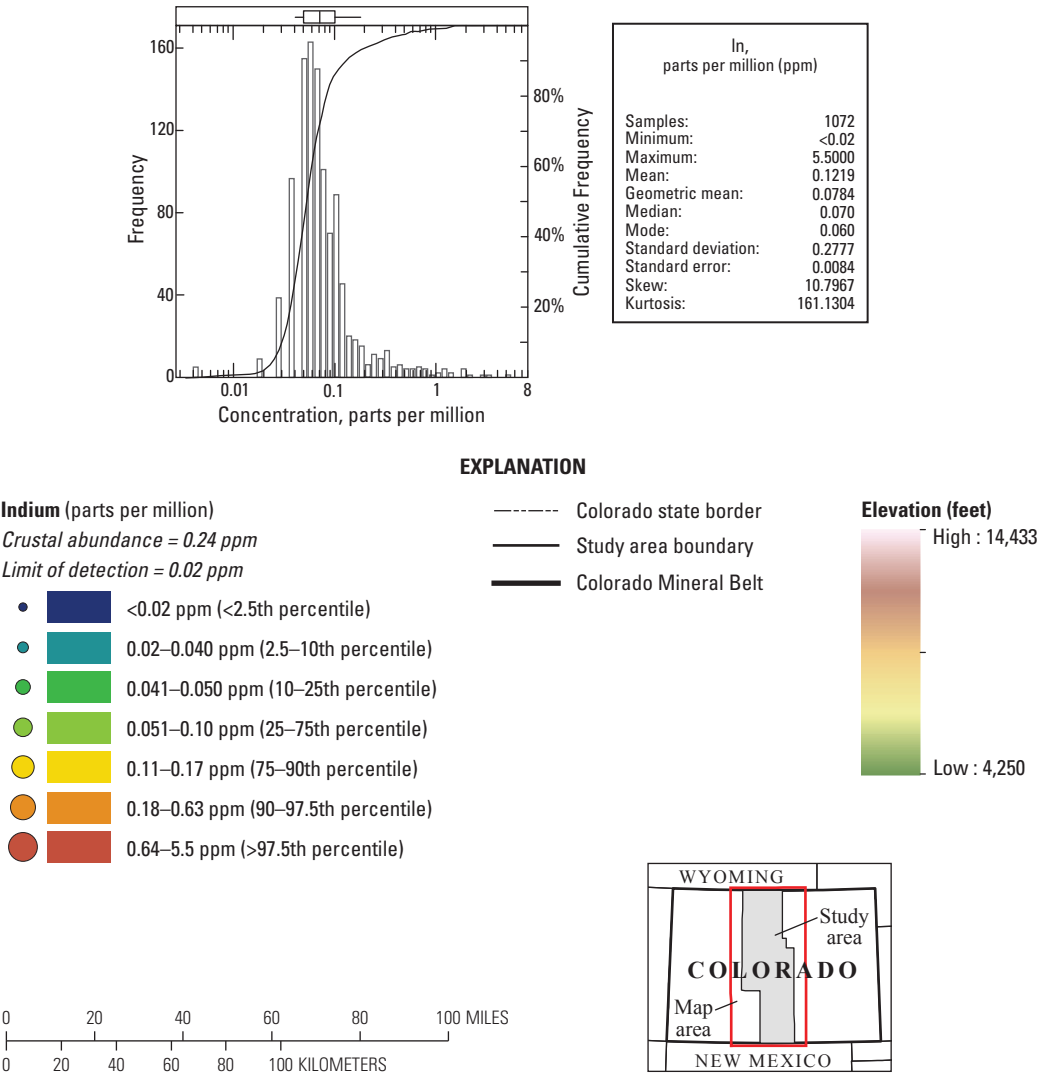 160
120
80
40
0
Frequency
80%
60%
40%
20%
Cumulative Frequency
0.01
0.1
1
8
Concentration, parts per million
In,
parts per million (ppm)
Samples: 1072
Minimum: <0.02
Maximum: 5.5000
Mean: 0.1219
Geometric mean: 0.0784
Median: 0.070
Mode: 0.060
Standard deviation: 0.2777
Standard error: 0.0084
Skew: 10.7967
Kurtosis: 161.1304
EXPLANATION
Indium (parts per million)
Crustal abundance = 0.24 ppm
Limit of detection = 0.02 ppm
<0.02 ppm (<2.5th percentile)
0.02–0.040 ppm (2.5–10th percentile)
0.041–0.050 ppm (10–25th percentile)
0.051–0.10 ppm (25–75th percentile)
0.11–0.17 ppm (75–90th percentile)
0.18–0.63 ppm (90–97.5th percentile)
0.64–5.5 ppm (>97.5th percentile)
Colorado state border
Study area boundary
Colorado Mineral Belt
Elevation (feet)
High : 14,433
Low : 4,250
WYOMING
Study
area
COLORADO
Map
area
NEW MEXICO
0 20 40 60 80 100 MILES
0 20 40 60 80 100 KILOMETERS